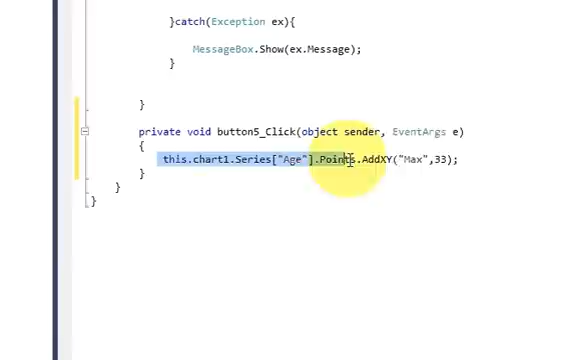 }catch(Exception ex){
MessageBox.Show(ex.Message);
}
}
private void button5_Click(object sender, EventArgs e)
{
this.chart1.Series["Age"].Points.AddXY("Max",33);
}
}
}